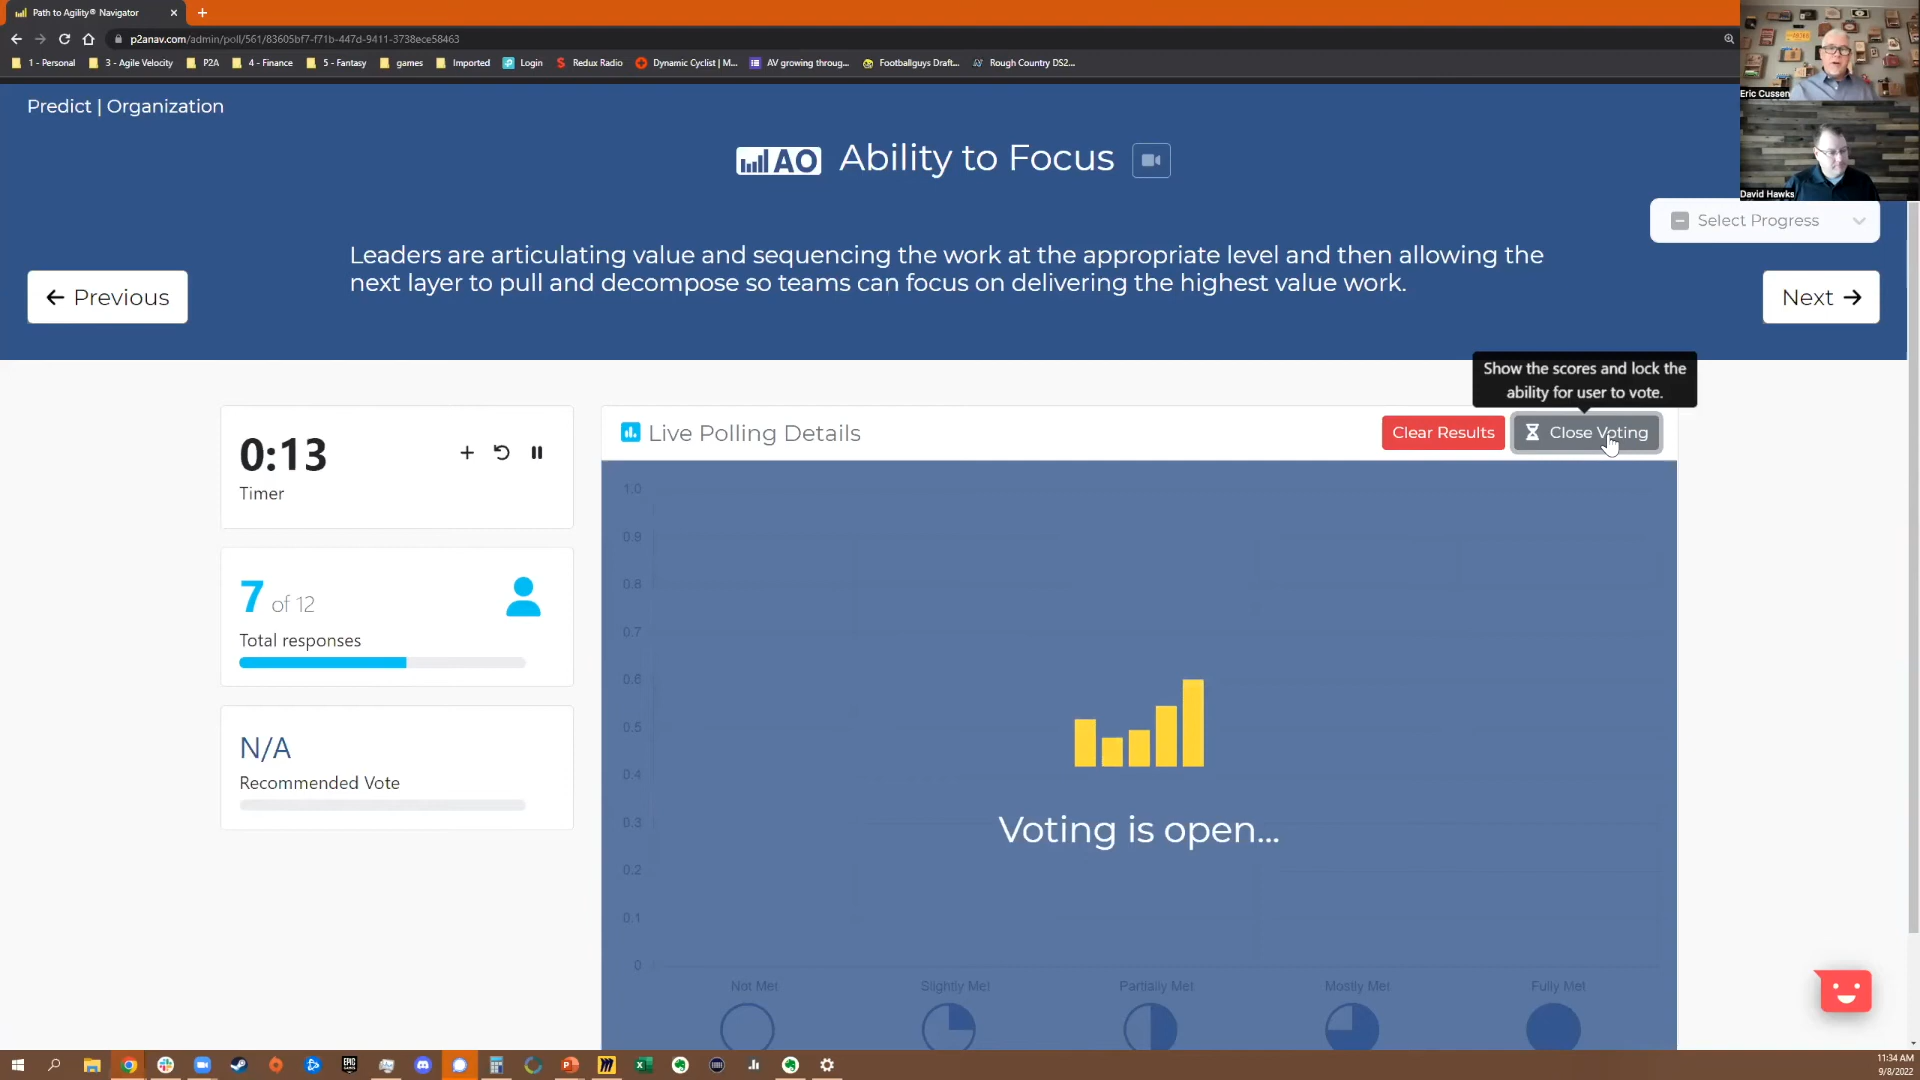 Path to Agility® Navigator
p2anav.com/admin/poll/561/83605bf7-f71b-447d-9411-3738ece58463
1 - Personal
3 - Agile Velocity
P2A
4 - Finance
5 - Fantasy
games
Imported
Login
Redux Radio
Dynamic Cyclist | M...
AV growing throug...
Footballguys Draft...
Rough Country DS2...
Eric Cussen
David Hawks
Predict | Organization
AO Ability to Focus
Select Progress
Leaders are articulating value and sequencing the work at the appropriate level and then allowing the
next layer to pull and decompose so teams can focus on delivering the highest value work.
Previous
Next
Show the scores and lock the
ability for user to vote.
0:13
Timer
7 of 12
Total responses
N/A
Recommended Vote
Live Polling Details
Clear Results
Close Voting
1.0
0.9
0.8
0.7
0.6
0.5
0.4
0.3
0.2
0.1
0
Voting is open...
Not Met
Slightly Met
Partially Met
Mostly Met
Fully Met
11:34 AM
9/8/2022